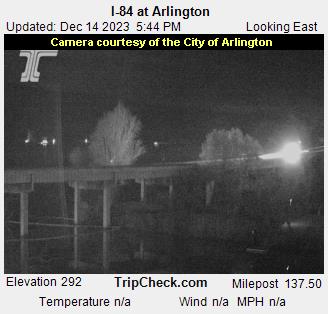 I-84 at Arlington
Updated: Dec 14 2023 5:44 PM Looking East
Camera courtesy of the City of Arlington
Elevation 292 TripCheck.com Milepost 137.50
Temperature n/a Wind n/a MPH n/a